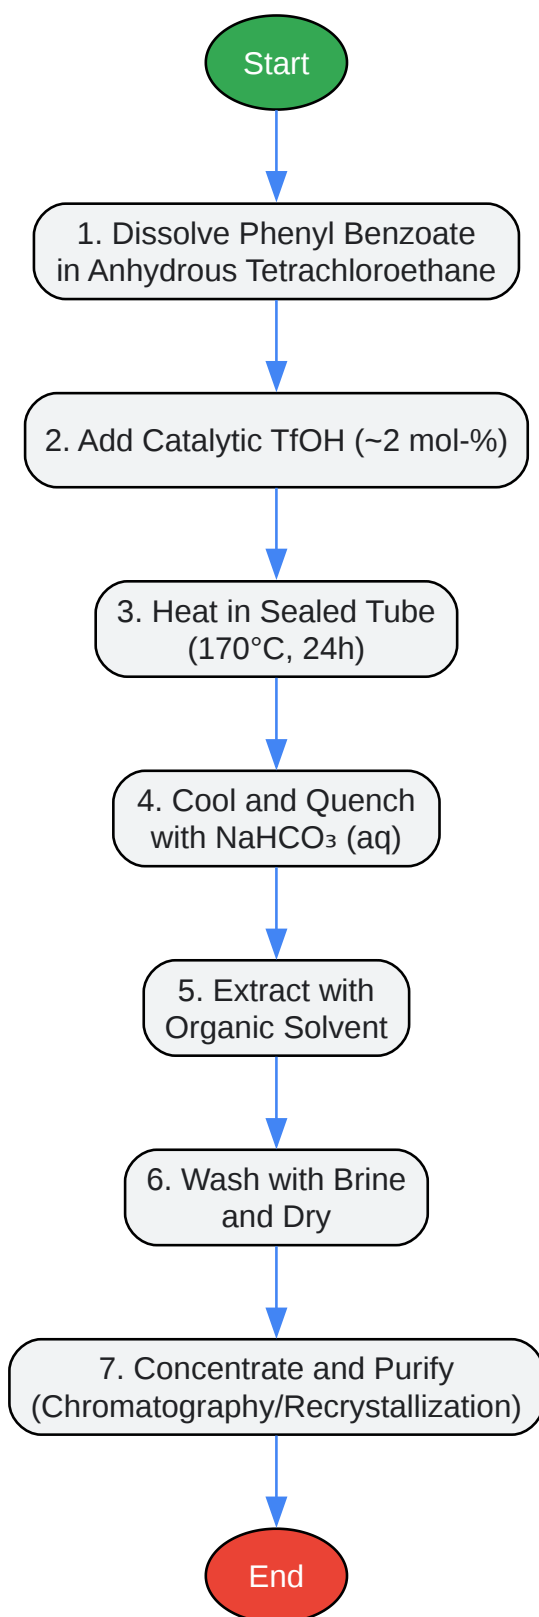 Start
1. Dissolve Phenyl Benzoate
in Anhydrous Tetrachloroethane
2. Add Catalytic TfOH (~2 mol-%)
3. Heat in Sealed Tube
(170°C, 24h)
4. Cool and Quench
with NaHCO₃ (aq)
5. Extract with
Organic Solvent
6. Wash with Brine
and Dry
7. Concentrate and Purify
(Chromatography/Recrystallization)
End